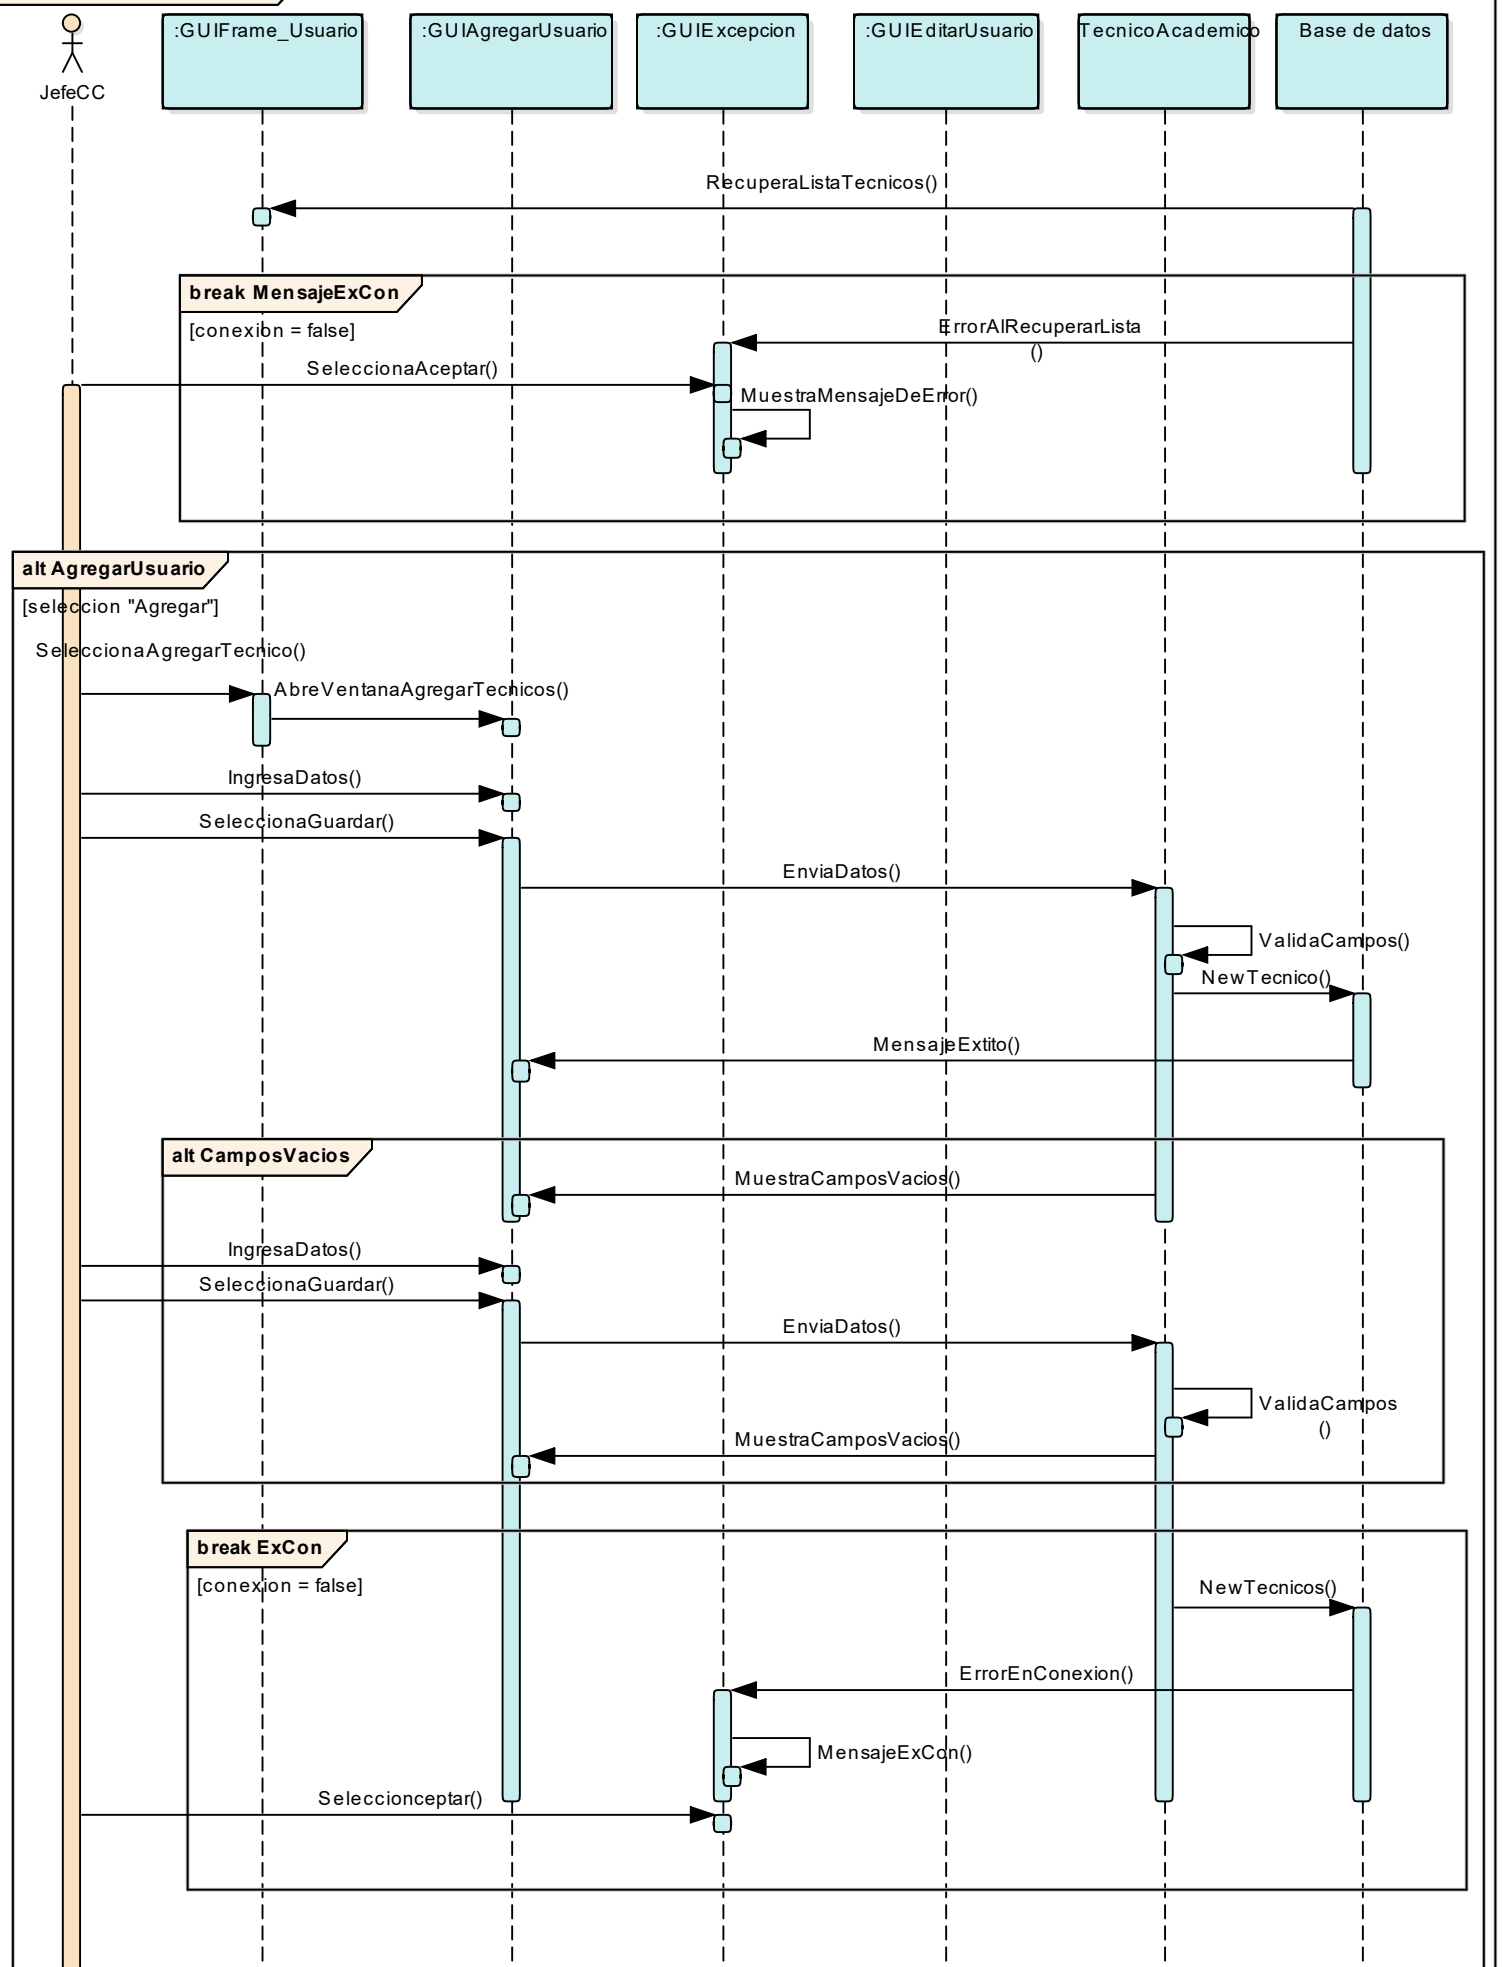 JefeCC
:GUIFrame_Usuario
:GUIAgregarUsuario
:GUIExcepcion
:GUIEditarUsuario
TecnicoAcademico
Base de datos
RecuperaListaTecnicos()
break MensajeExCon
[conexion = false]
ErrorAlRecuperarLista
()
SeleccionaAceptar()
MuestraMensajeDeError()
alt AgregarUsuario
[seleccion "Agregar"]
SeleccionaAgregarTecnico()
AbreVentanaAgregarTecnicos()
IngresaDatos()
SeleccionaGuardar()
EnviaDatos()
ValidaCampos()
NewTecnico()
MensajeExtito()
alt CamposVacios
MuestraCamposVacios()
IngresaDatos()
SeleccionaGuardar()
EnviaDatos()
ValidaCampos
()
MuestraCamposVacios()
break ExCon
[conexion = false]
NewTecnicos()
ErrorEnConexion()
MensajeExCon()
Seleccionceptar()